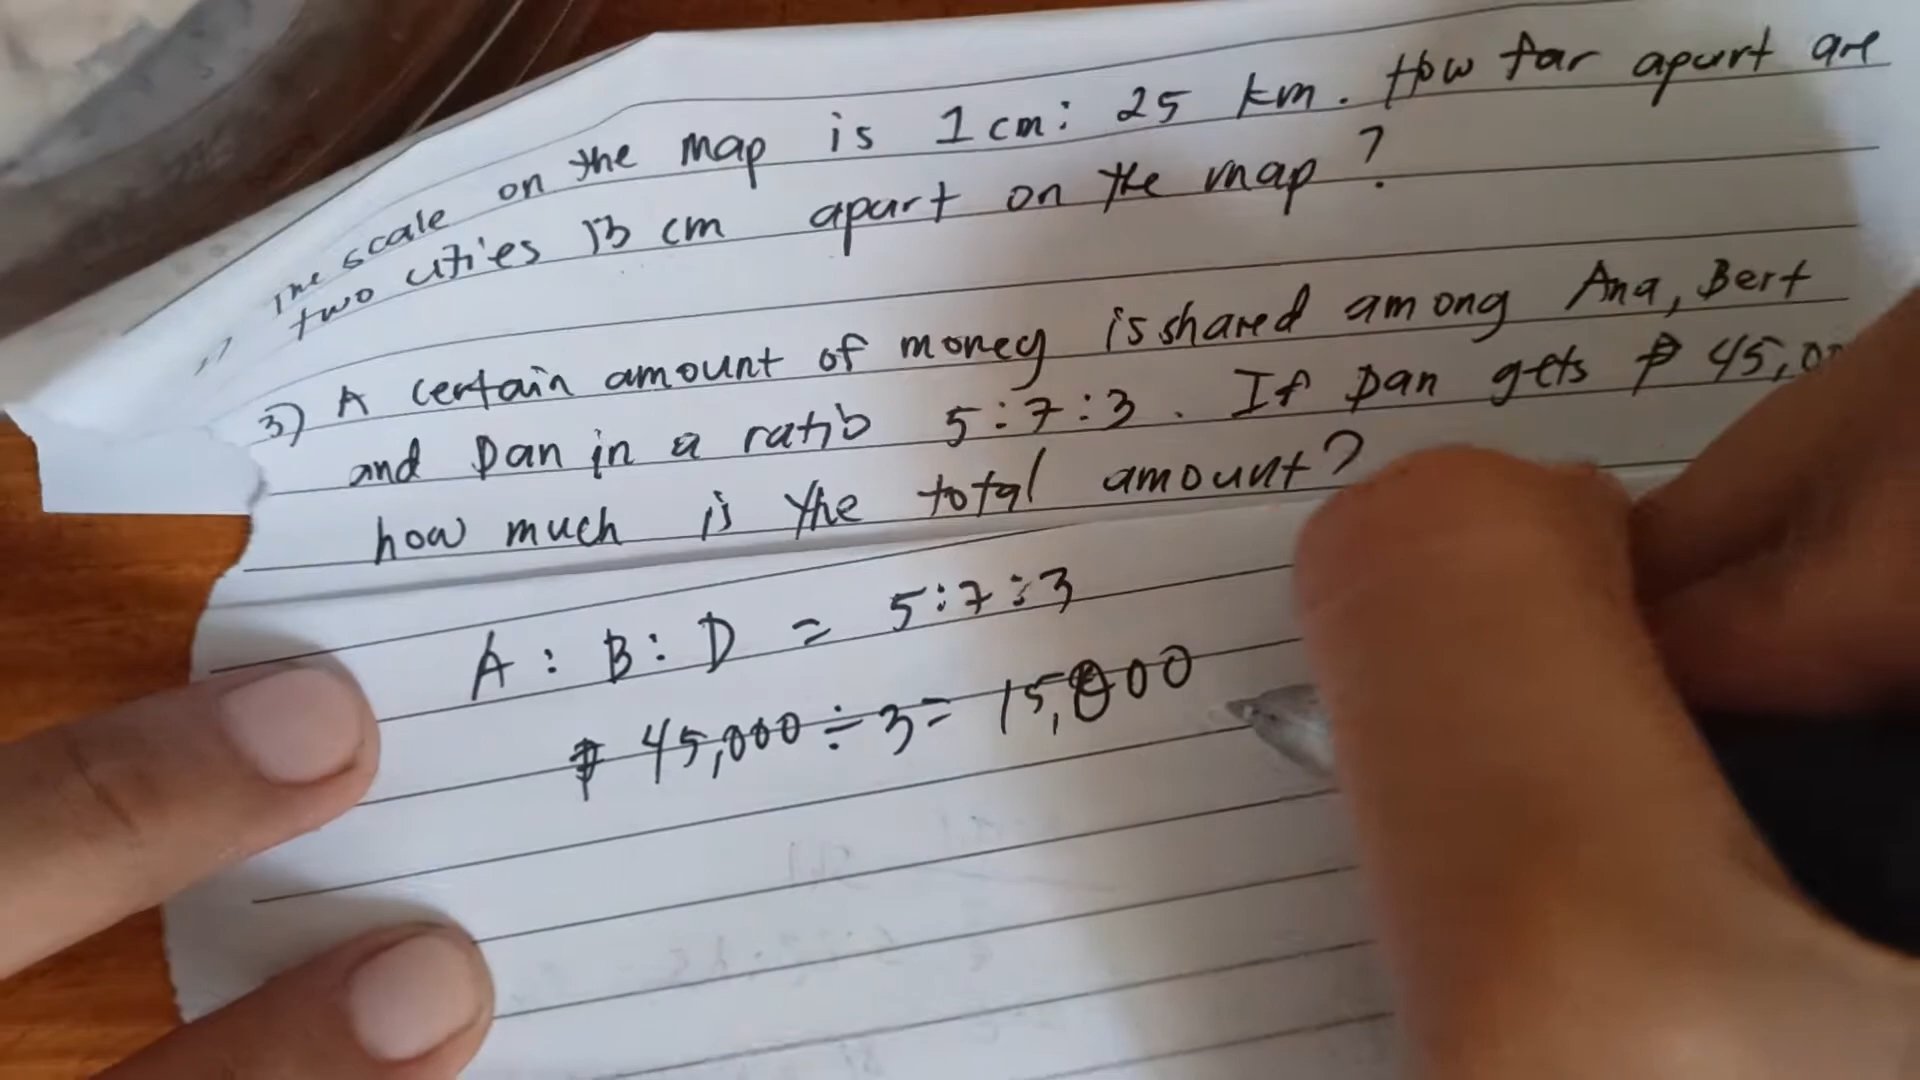 The scale on the map is 1 cm : 25 km. How far apart are
two cities 13 cm apart on the map?
3) A certain amount of money is shared among Ana, Bert
and Dan in a ratio 5:7:3. If Dan gets ₱ 45,00
how much is the total amount?
A : B : D = 5:7:3
₱ 45,000 ÷ 3 = 15,000